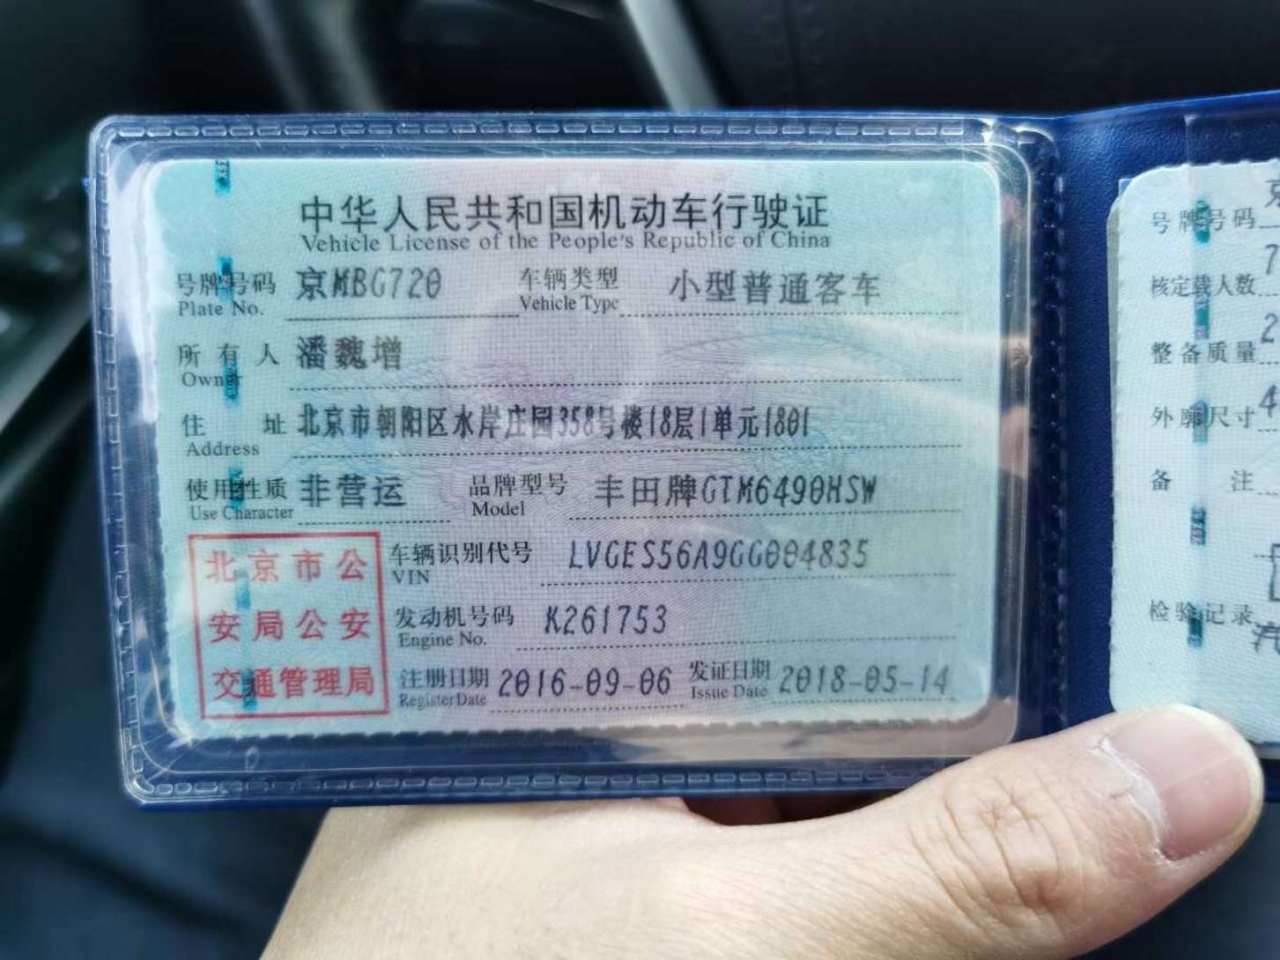 中华人民共和国机动车行驶证
Vehicle License of the People's Republic of China
号牌号码 京MBG720 车辆类型 小型普通客车
Plate No. Vehicle Type
所有人 潘魏增
Owner
住址 北京市朝阳区水岸庄园358号楼18层1单元1801
Address
使用性质 非营运 品牌型号 丰田牌GTM6490HSW
Use Character Model
车辆识别代号 LVGES56A9GG004835
VIN
发动机号码 K261753
Engine No.
注册日期 2016-09-06 发证日期 2018-05-14
Register Date Issue Date
北京市公
安局公安
交通管理局
号牌号码 京
核定载人数 7
整备质量 2
外廓尺寸 4
备注
检验记录